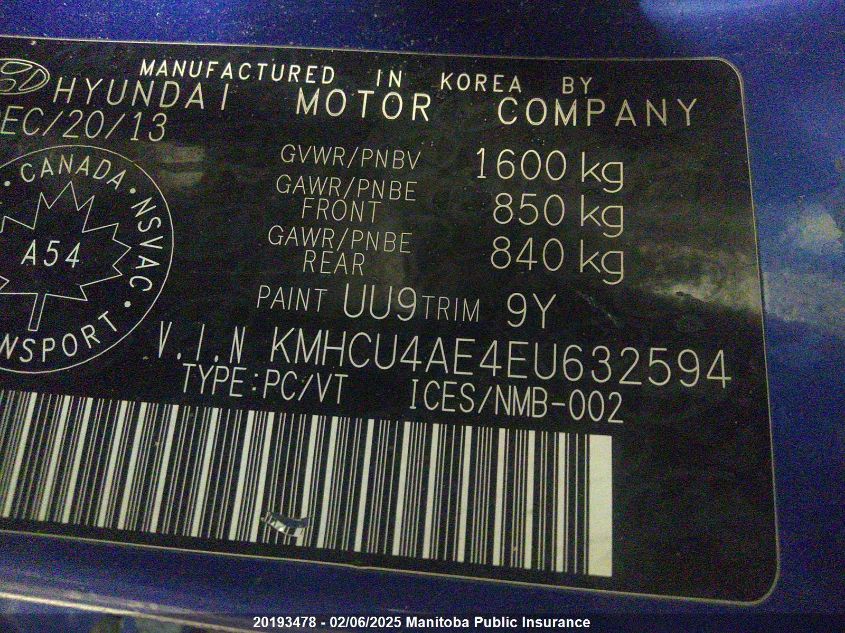 MANUFACTURED IN KOREA BY
HYUNDAI MOTOR COMPANY
EC/20/13
GVWR/PNBV 1600 kg
GAWR/PNBE FRONT 850 kg
GAWR/PNBE REAR 840 kg
PAINT UU9 TRIM 9Y
• CANADA • NSVAC •
A54
NSPORT •
V.I.N KMHCU4AE4EU632594
TYPE:PC/VT ICES/NMB-002
20193478 - 02/06/2025 Manitoba Public Insurance